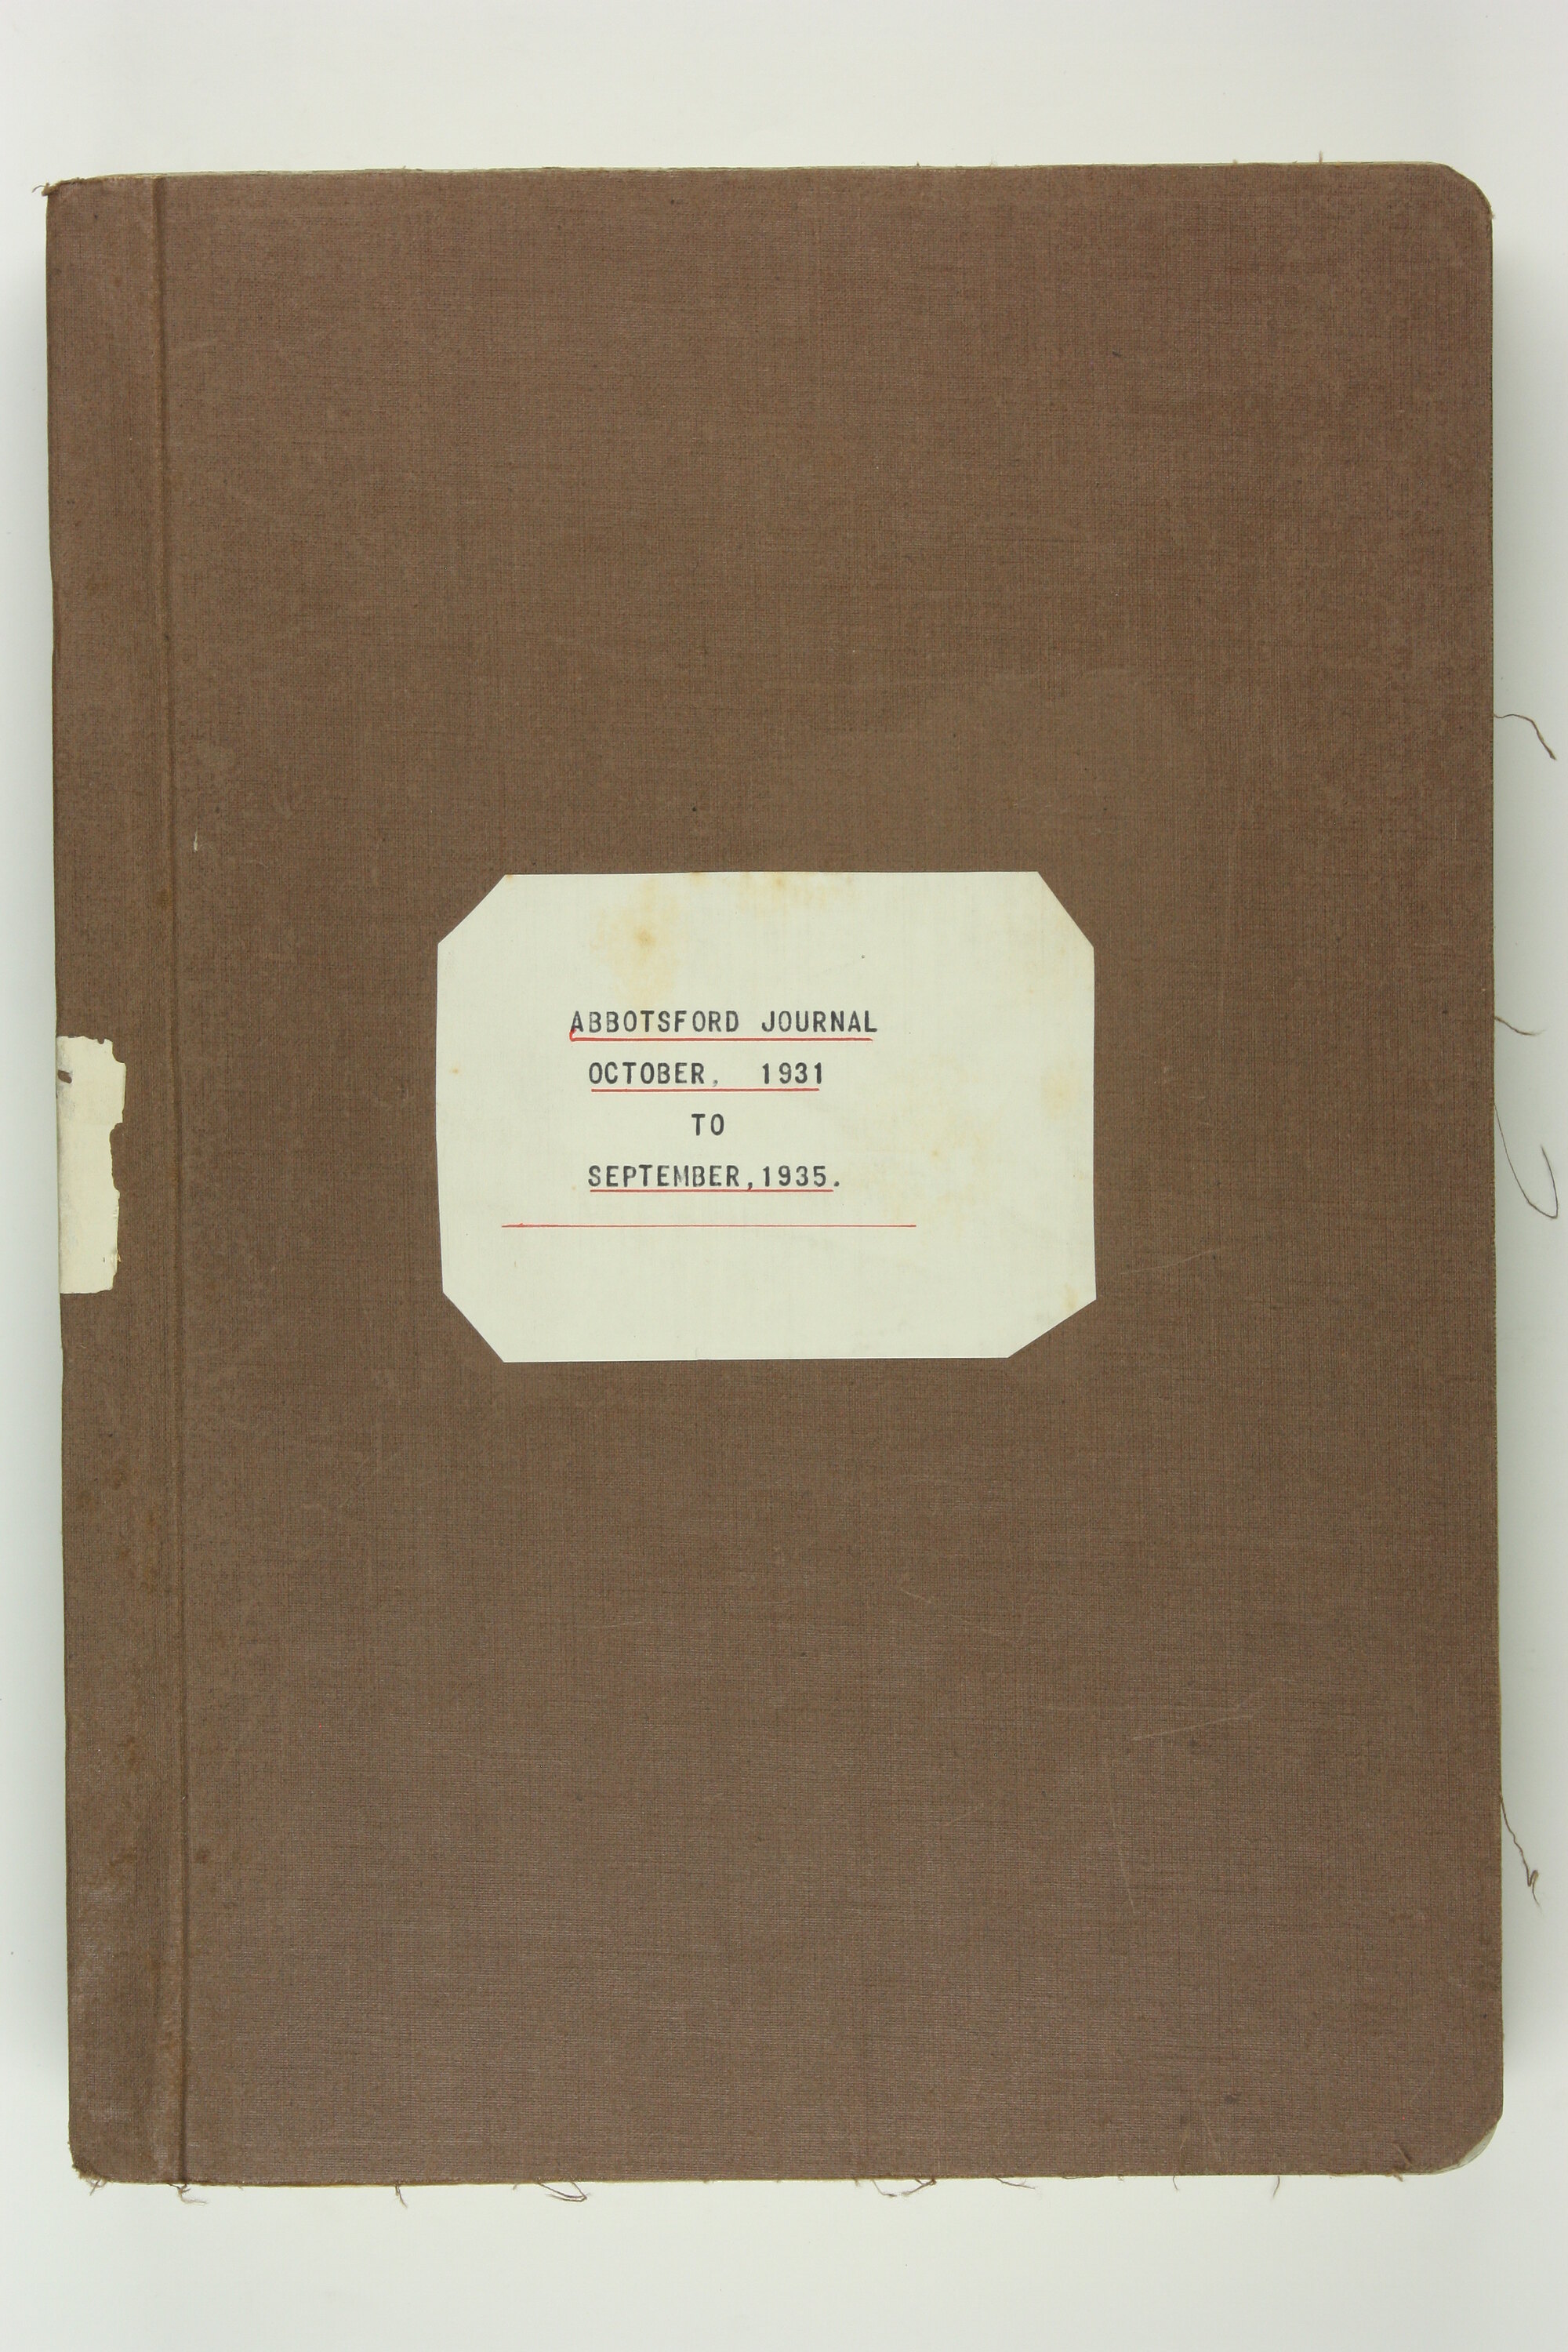 ABBOTSFORD JOURNAL
OCTOBER, 1931
TO
SEPTEMBER,1935.